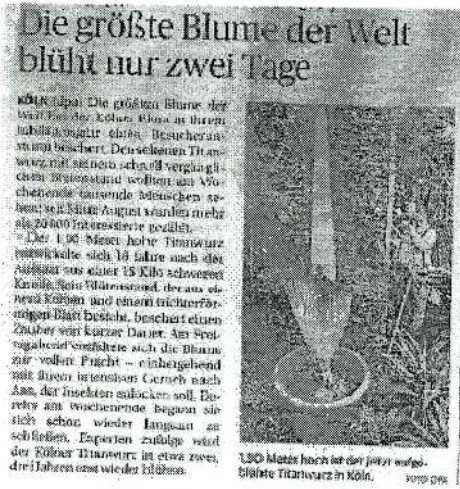 Die größte Blume der Welt
blüht nur zwei Tage
KÖLN (dpa) Die größten Blume der
Welt hat der Kölner Flora in ihrem
Jubiläumsjahr einen Besucheran-
sturm beschert. Den seltenen Titan-
wurz mit seinem schnell vergängli-
chen Blütenstand wollten am Wo-
chenende tausende Menschen se-
hen; seit Mitte August wurden mehr
als 20 000 Interessierte gezählt.
Der 1,90 Meter hohe Titanwurz
entwickelte sich 10 Jahre nach der
Aussaat aus einer 15 Kilo schweren
Knolle. Sein Blütenstand, der aus ei-
nem Kolben und einem trichterför-
migen Blatt besteht, beschert einen
Zauber von kurzer Dauer. Am Frei-
tagabend entfaltete sich die Blume
zur vollen Pracht – einhergehend
mit ihrem intensiven Geruch nach
Aas, der Insekten anlocken soll. Be-
reits am Wochenende begann sie
sich schon wieder langsam zu
schließen. Experten zufolge wird
der Kölner Titanwurz in etwa zwei,
drei Jahren erst wieder blühen.
Meter hoch ist der jetzt aufge-
blühte Titanwurz in Köln.
FOTO: DPA